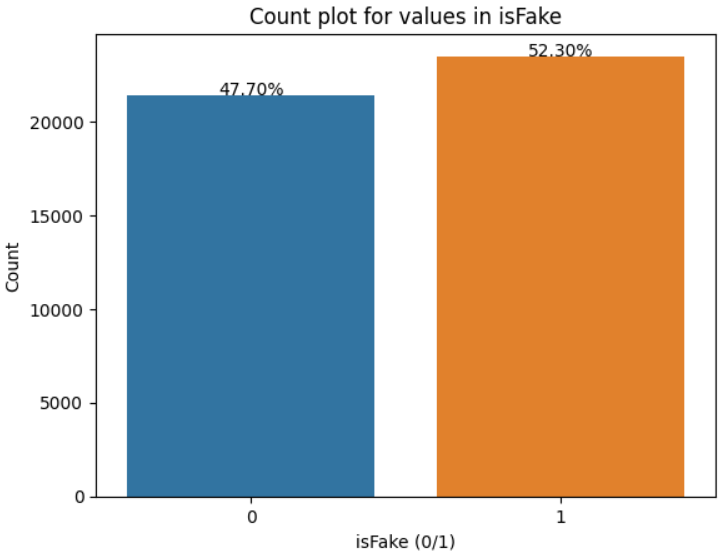 Count plot for values in isFake
52.30%
47.70%
20000
15000
10000
5000
0
Count
0 1
isFake (0/1)